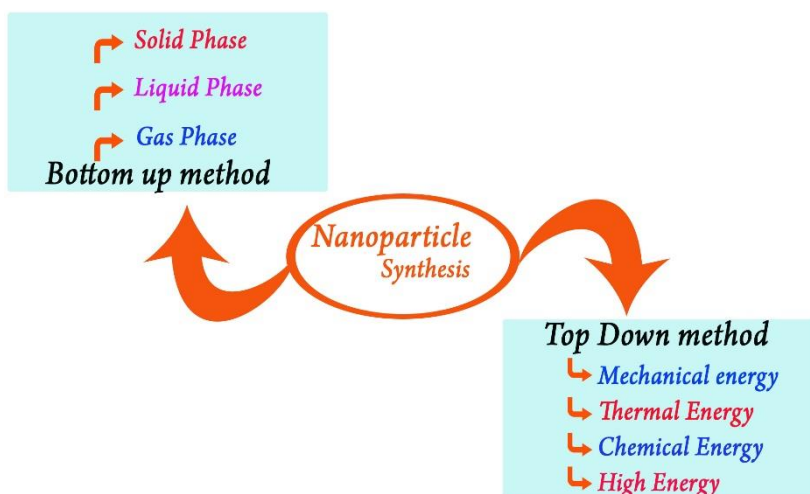 Solid Phase
Liquid Phase
Gas Phase
Bottom up method
Nanoparticle
Synthesis
Top Down method
Mechanical energy
Thermal Energy
Chemical Energy
High Energy